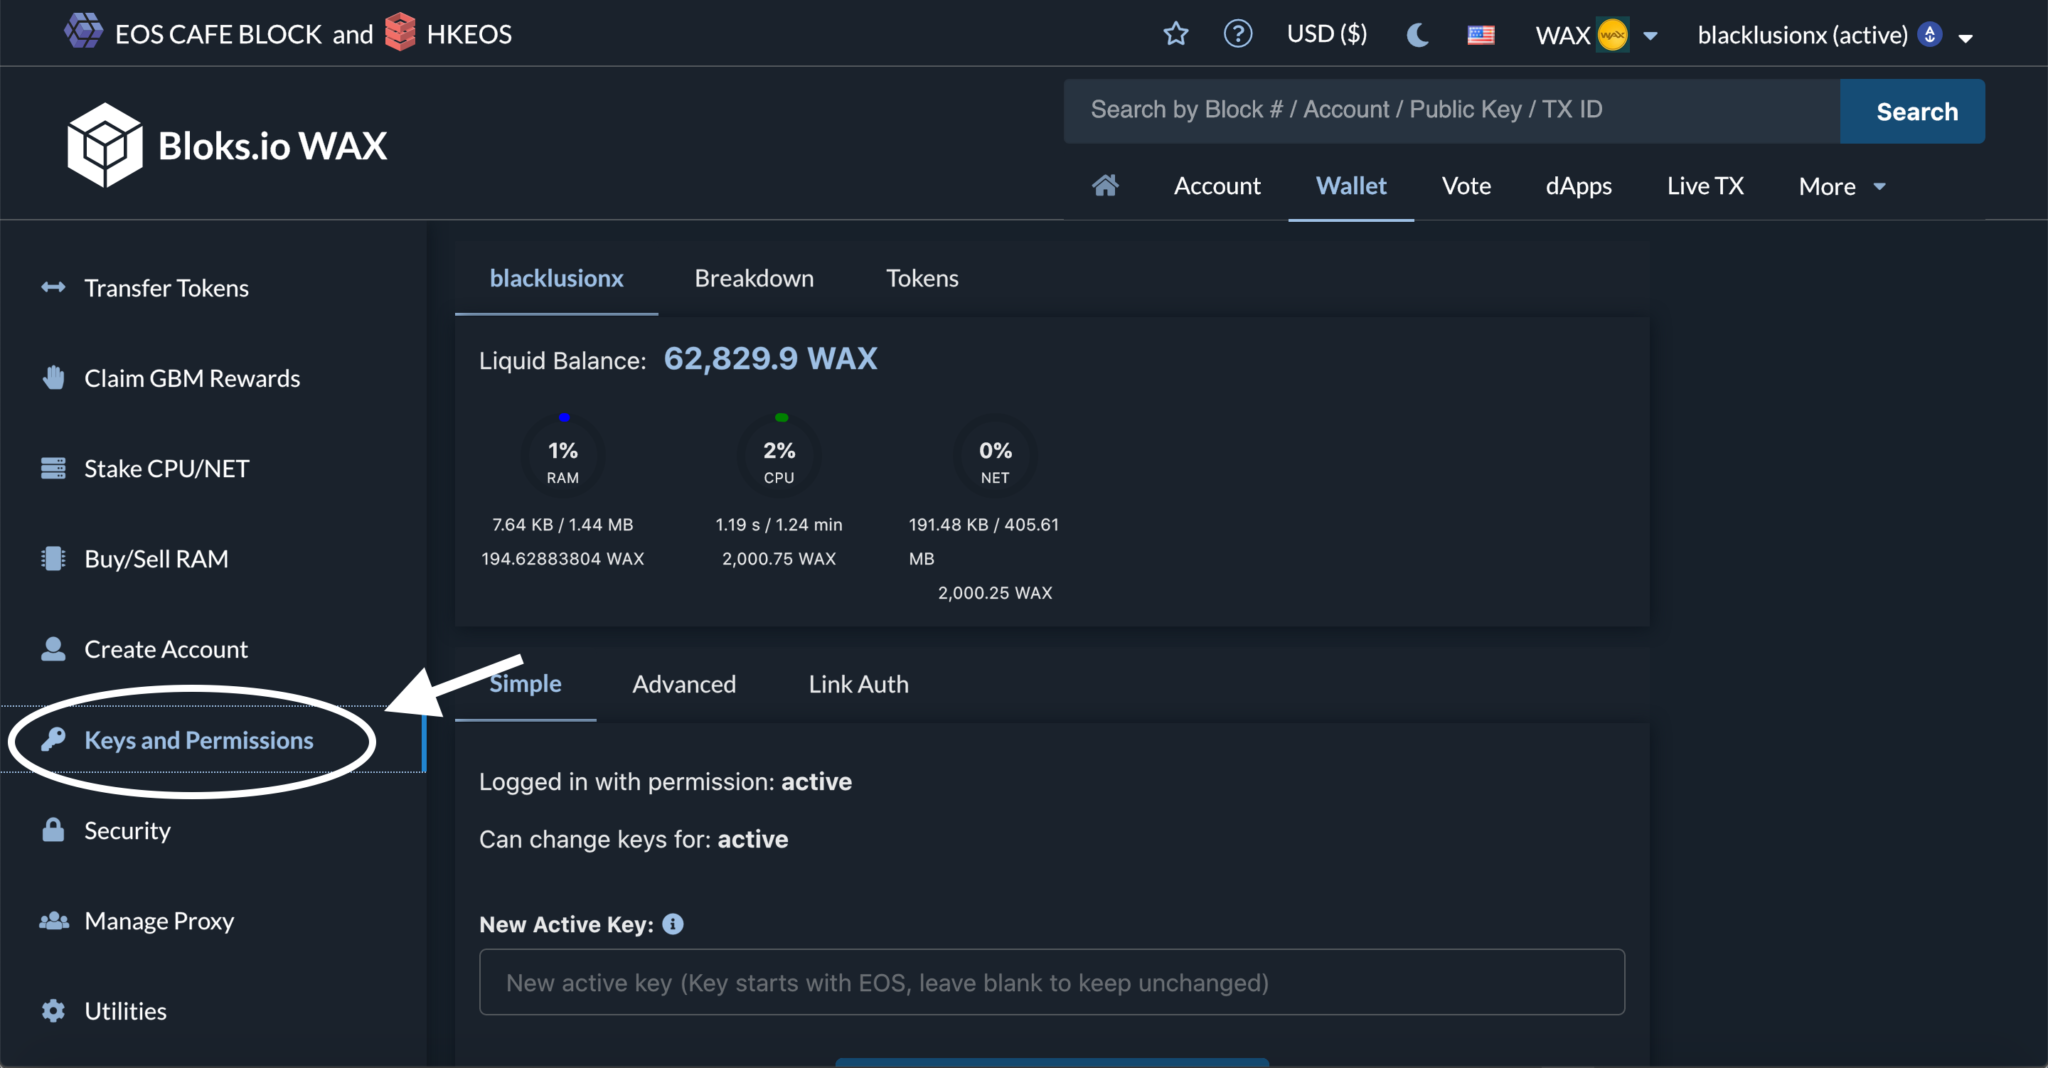 EOS CAFE BLOCK and HKEOS
USD ($)
WAX
WAX
blacklusionx (active)
Bloks.io WAX
Search by Block # / Account / Public Key / TX ID
Search
Account
Wallet
Vote
dApps
Live TX
More
Transfer Tokens
Claim GBM Rewards
Stake CPU/NET
Buy/Sell RAM
Create Account
Keys and Permissions
Security
Manage Proxy
Utilities
blacklusionx
Breakdown
Tokens
Liquid Balance: 62,829.9 WAX
1%
RAM
7.64 KB / 1.44 MB
194.62883804 WAX
2%
CPU
1.19 s / 1.24 min
2,000.75 WAX
0%
NET
191.48 KB / 405.61
MB
2,000.25 WAX
Simple
Advanced
Link Auth
Logged in with permission: active
Can change keys for: active
New Active Key:
New active key (Key starts with EOS, leave blank to keep unchanged)